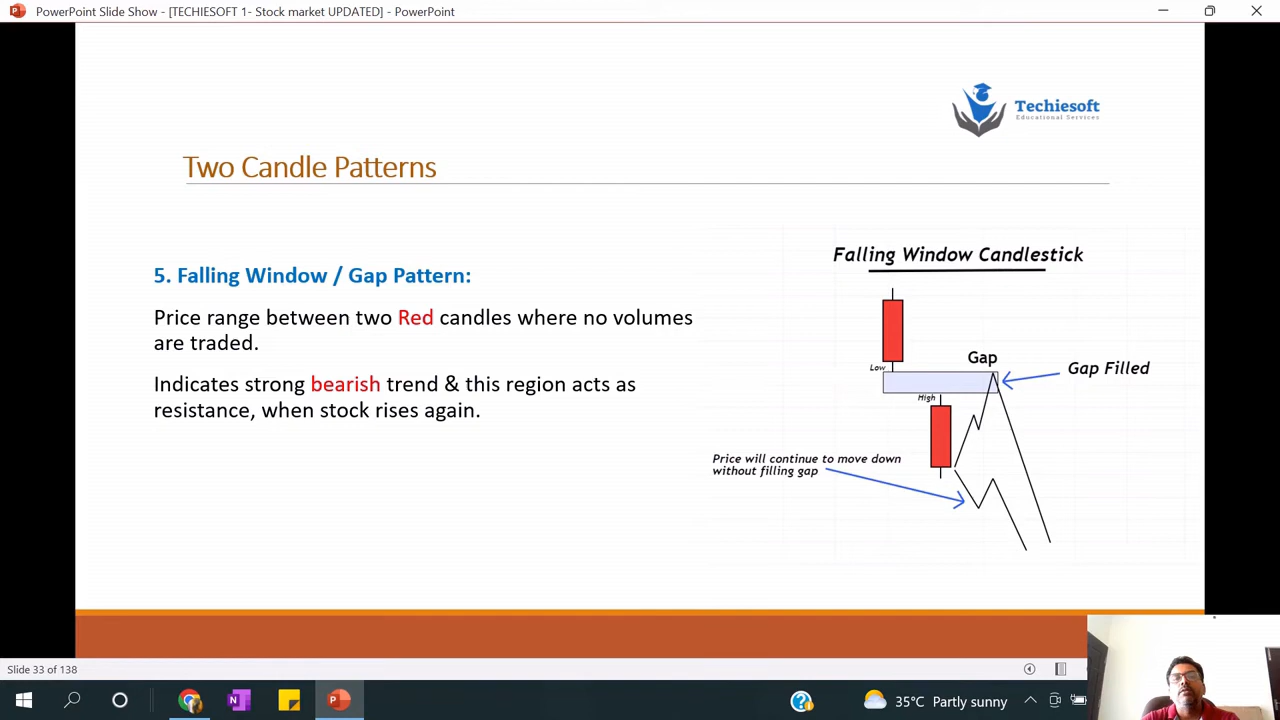 PowerPoint Slide Show - [TECHIESOFT 1- Stock market UPDATED] - PowerPoint
Techiesoft
Educational Services
Two Candle Patterns
5. Falling Window / Gap Pattern:
Price range between two Red candles where no volumes
are traded.
Indicates strong bearish trend & this region acts as
resistance, when stock rises again.
Falling Window Candlestick
Low
Gap
Gap Filled
High
Price will continue to move down
without filling gap
Slide 33 of 138
35°C Partly sunny